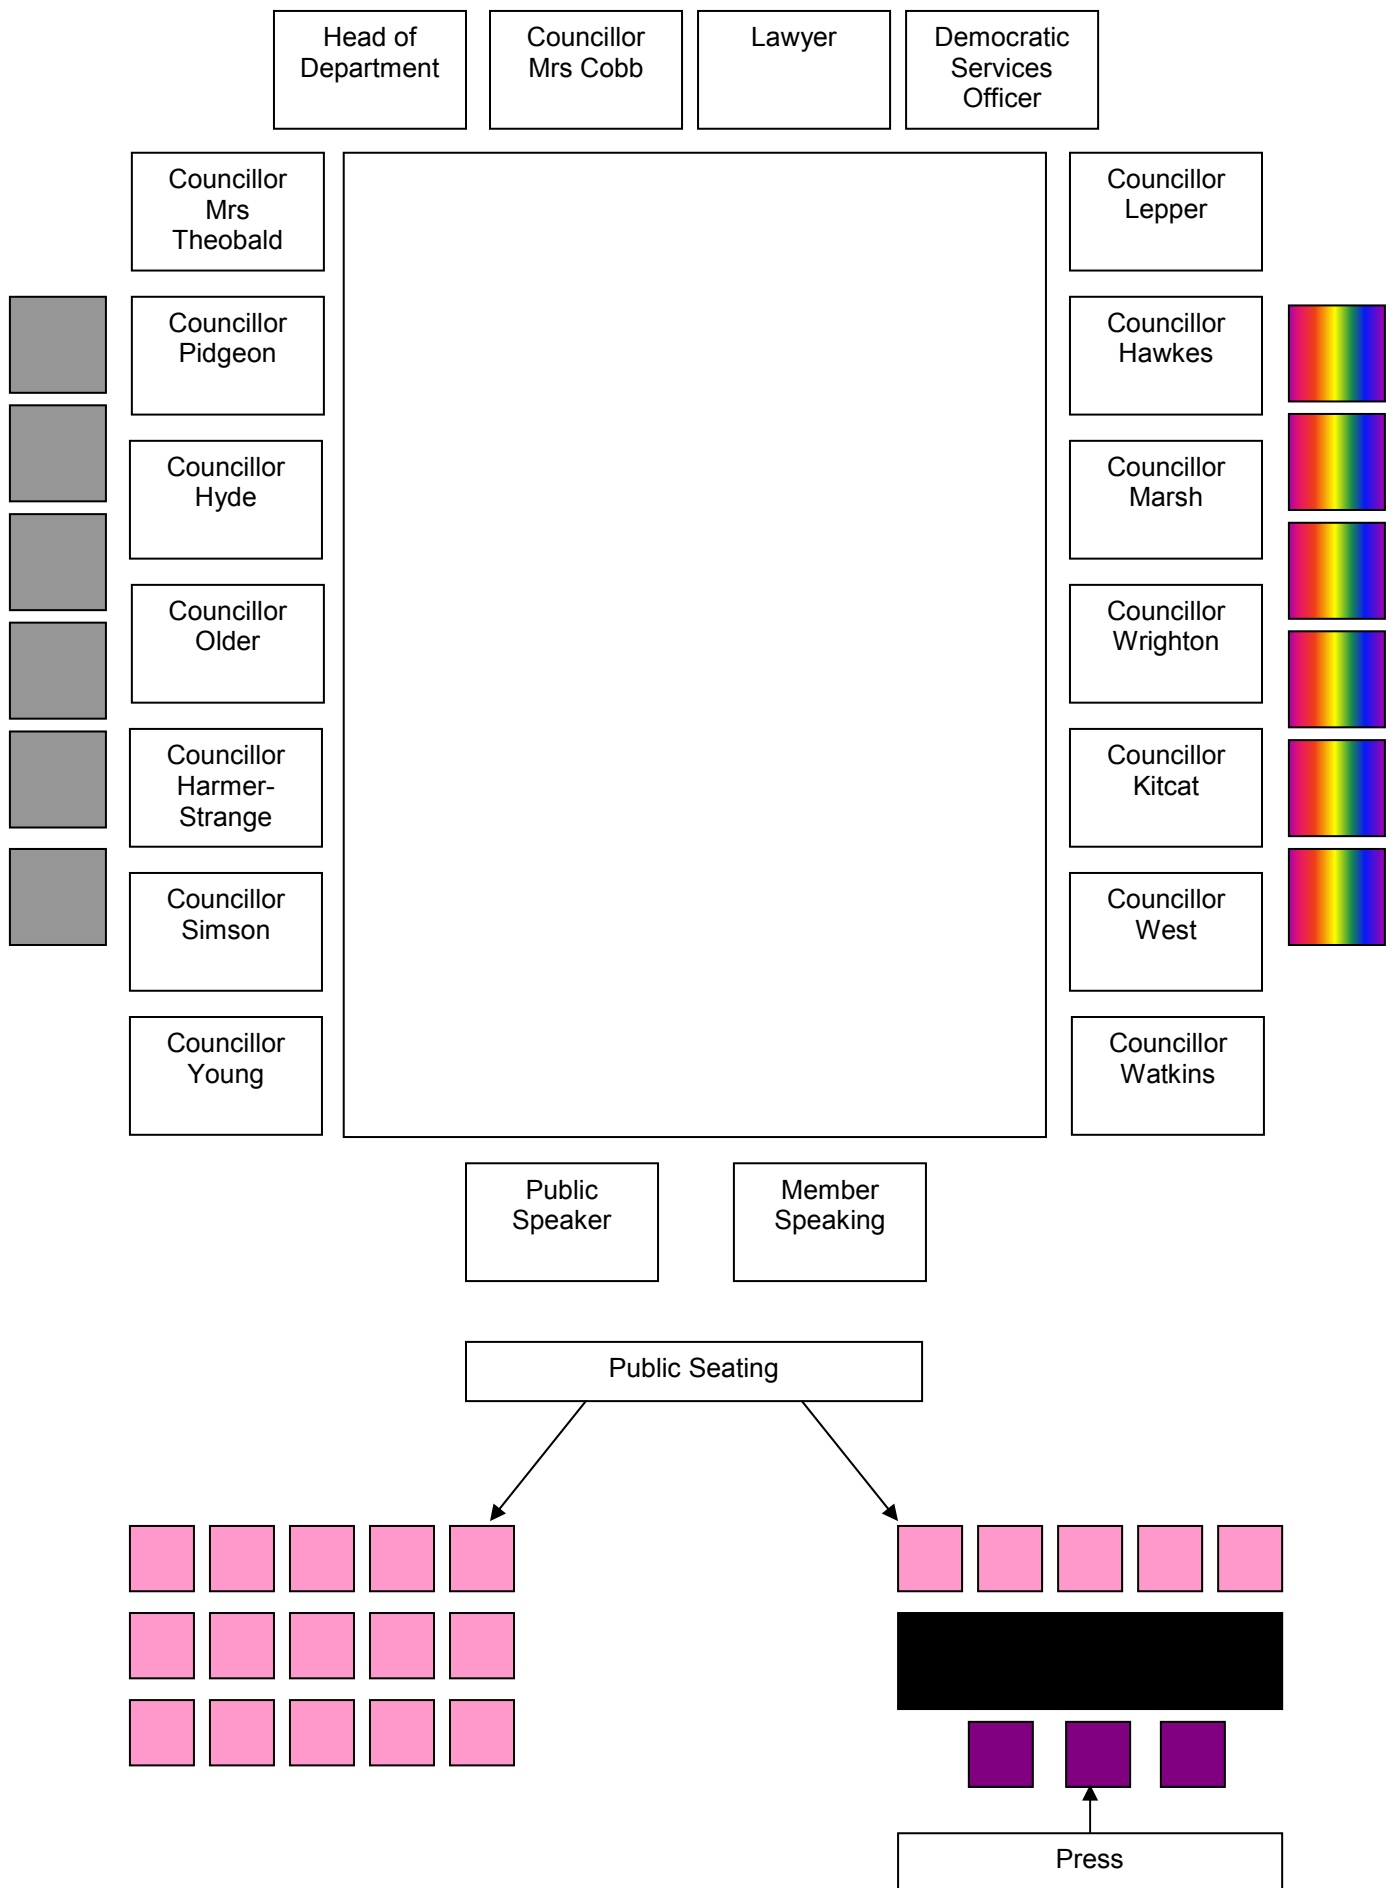 Head of
Department
Councillor
Mrs Cobb
Lawyer
Democratic
Services
Officer
Councillor
Mrs
Theobald
Councillor
Lepper
Councillor
Pidgeon
Councillor
Hawkes
Councillor
Hyde
Councillor
Marsh
Councillor
Older
Councillor
Wrighton
Councillor
Harmer-
Strange
Councillor
Kitcat
Councillor
Simson
Councillor
West
Councillor
Young
Councillor
Watkins
Public
Speaker
Member
Speaking
Public Seating
Press